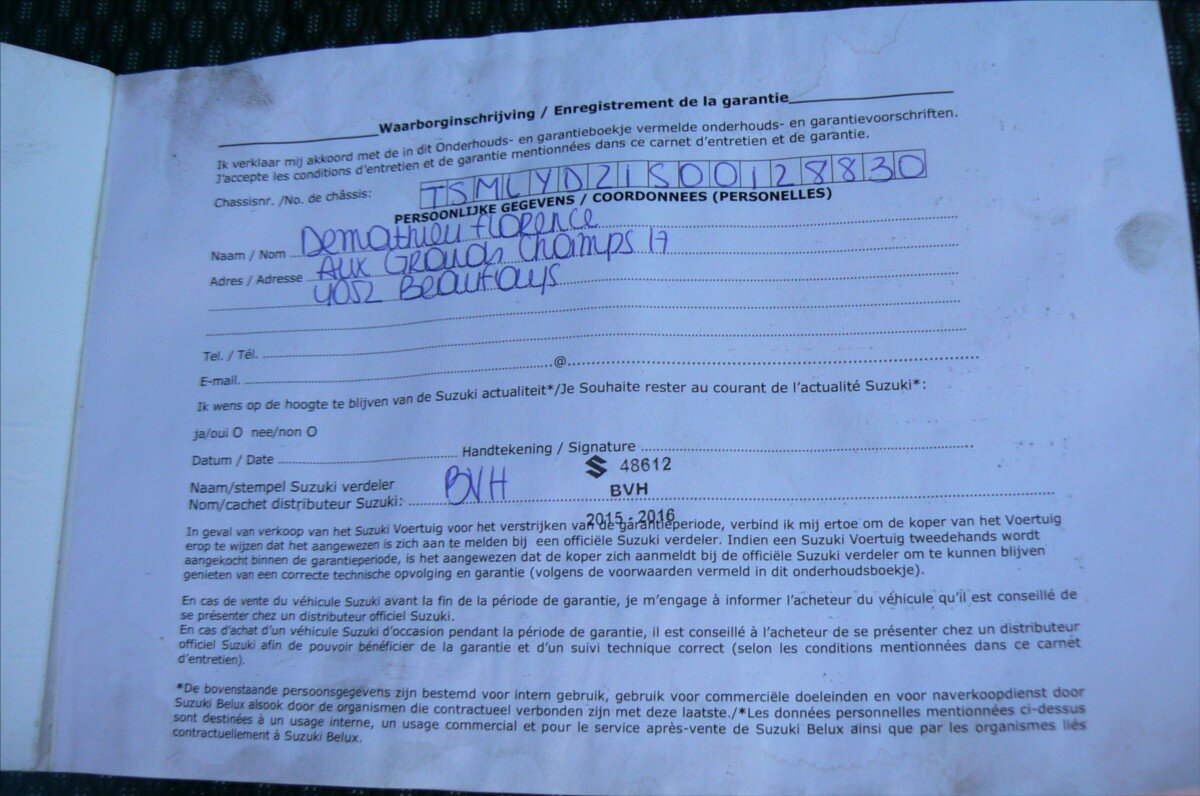 Waarborginschrijving / Enregistrement de la garantie
Ik verklaar mij akkoord met de in dit Onderhouds- en garantieboekje vermelde onderhouds- en garantievoorschriften.
J'accepte les conditions d'entretien et de garantie mentionnées dans ce carnet d'entretien et de garantie.
Chassisnr. /No. de châssis: TSMLYD21S00128830
PERSOONLIJKE GEGEVENS / COORDONNEES (PERSONELLES)
Naam / Nom Demathieu Florence
Adres / Adresse Aux Grands Champs 17
4052 Beaufays
Tel. / Tél.
E-mail. @
Ik wens op de hoogte te blijven van de Suzuki actualiteit*/Je Souhaite rester au courant de l'actualité Suzuki*:
ja/oui O nee/non O
Datum / Date Handtekening / Signature
48612
Naam/stempel Suzuki verdeler BVH
Nom/cachet distributeur Suzuki: BVH
2015 - 2016
In geval van verkoop van het Suzuki Voertuig voor het verstrijken van de garantieperiode, verbind ik mij ertoe om de koper van het Voertuig
erop te wijzen dat het aangewezen is zich aan te melden bij een officiële Suzuki verdeler. Indien een Suzuki Voertuig tweedehands wordt
aangekocht binnen de garantieperiode, is het aangewezen dat de koper zich aanmeldt bij de officiële Suzuki verdeler om te kunnen blijven
genieten van een correcte technische opvolging en garantie (volgens de voorwaarden vermeld in dit onderhoudsboekje).
En cas de vente du véhicule Suzuki avant la fin de la période de garantie, je m'engage à informer l'acheteur du véhicule qu'il est conseillé de
se présenter chez un distributeur officiel Suzuki.
En cas d'achat d'un véhicule Suzuki d'occasion pendant la période de garantie, il est conseillé à l'acheteur de se présenter chez un distributeur
officiel Suzuki afin de pouvoir bénéficier de la garantie et d'un suivi technique correct (selon les conditions mentionnées dans ce carnet
d'entretien).
*De bovenstaande persoonsgegevens zijn bestemd voor intern gebruik, gebruik voor commerciële doeleinden en voor naverkoopdienst door
Suzuki Belux alsook door de organismen die contractueel verbonden zijn met deze laatste./*Les données personnelles mentionnées ci-dessus
sont destinées à un usage interne, un usage commercial et pour le service après-vente de Suzuki Belux ainsi que par les organismes liés
contractuellement à Suzuki Belux.